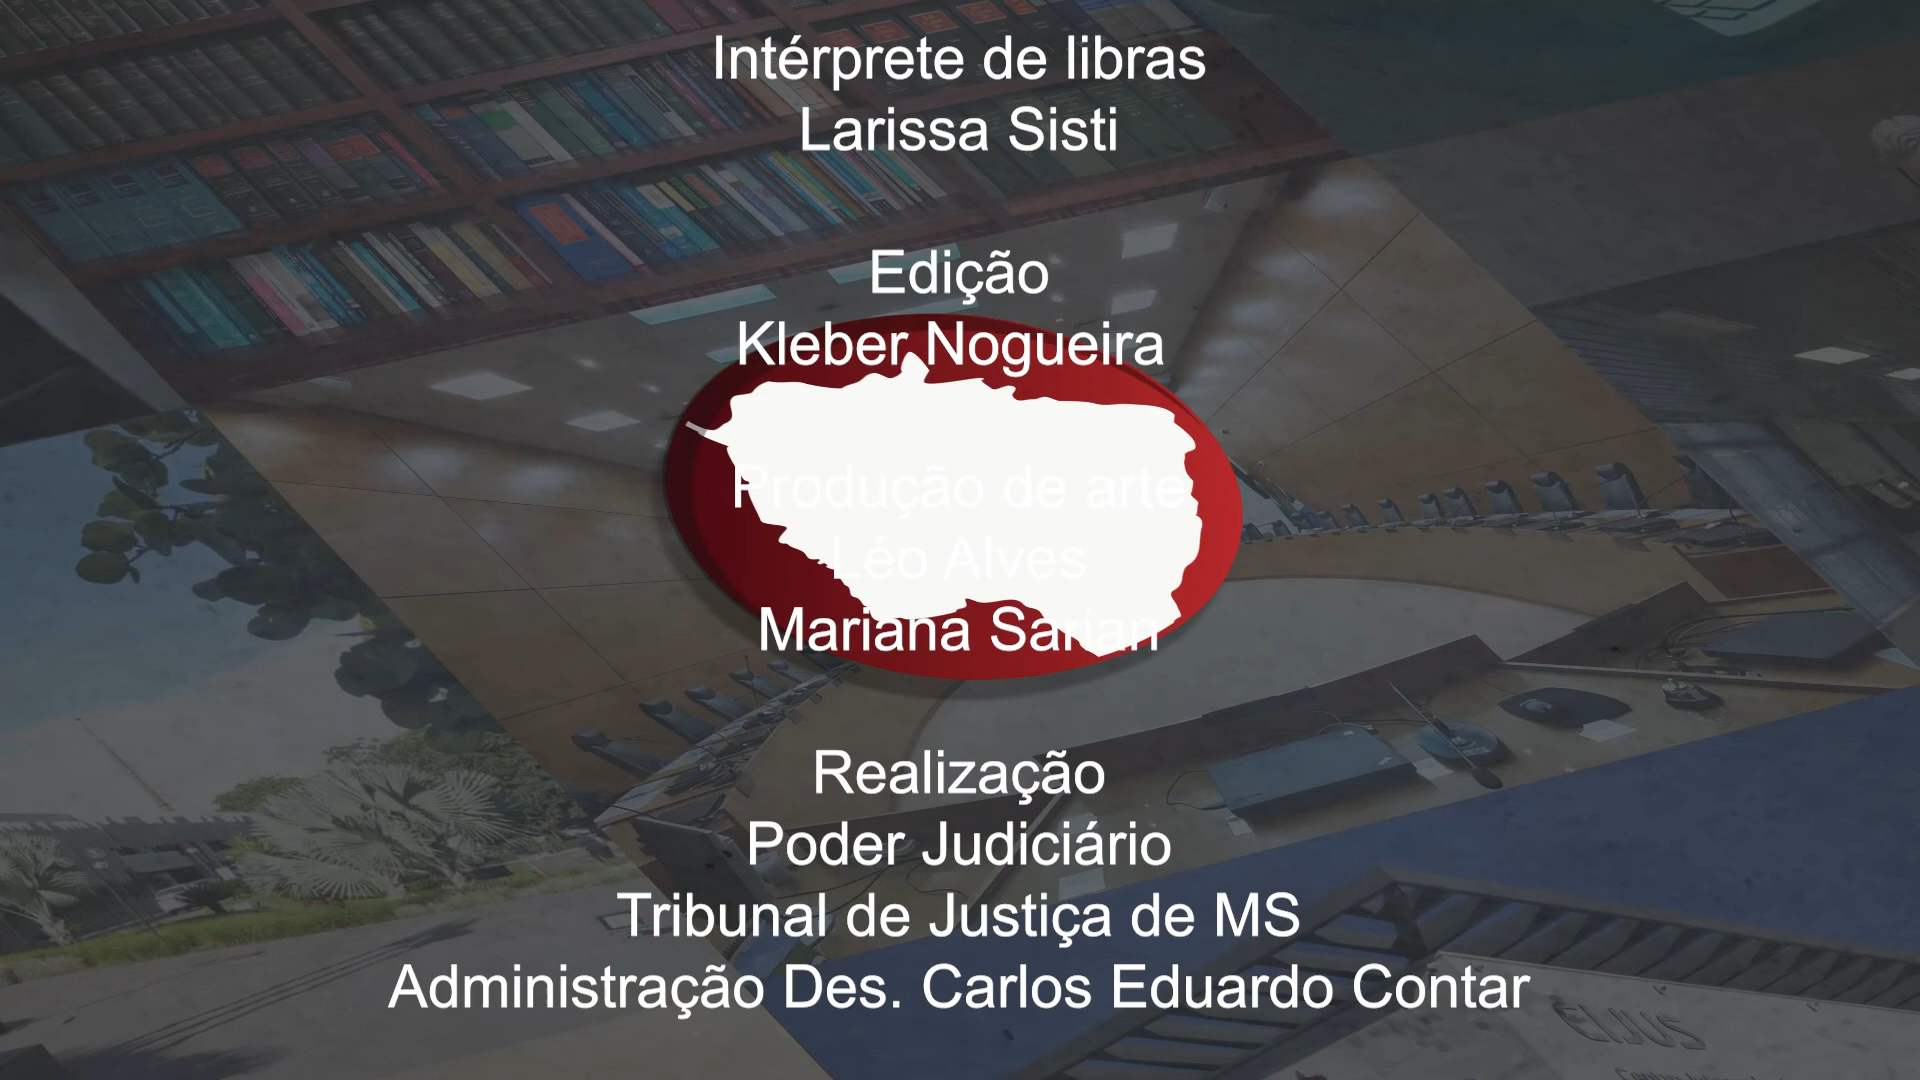 Intérprete de libras
Larissa Sisti
Edição
Kleber Nogueira
Produção de arte
Léo Alves
Mariana Sarian
Realização
Poder Judiciário
Tribunal de Justiça de MS
Administração Des. Carlos Eduardo Contar
EIJUS